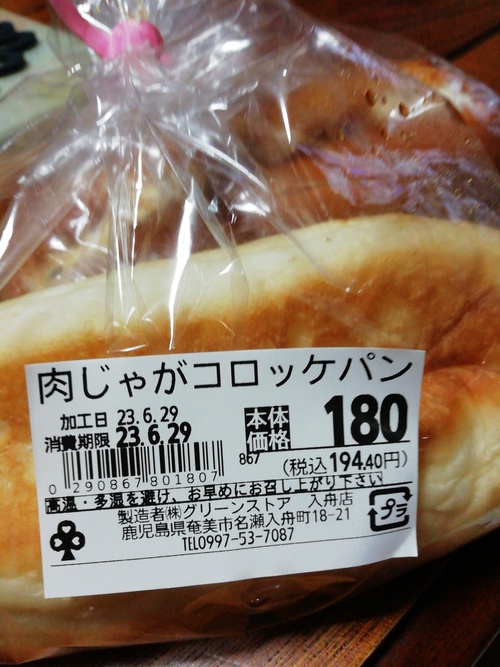 肉じゃがコロッケパン
加工日 23.6.29
消費期限 23.6.29
本体価格 180
867
(税込194.40円)
0 290867 801807
高温・多湿を避け、お早めにお召し上がり下さい
製造者㈱グリーンストア 入舟店
鹿児島県奄美市名瀬入舟町18-21
TEL0997-53-7087
プラ